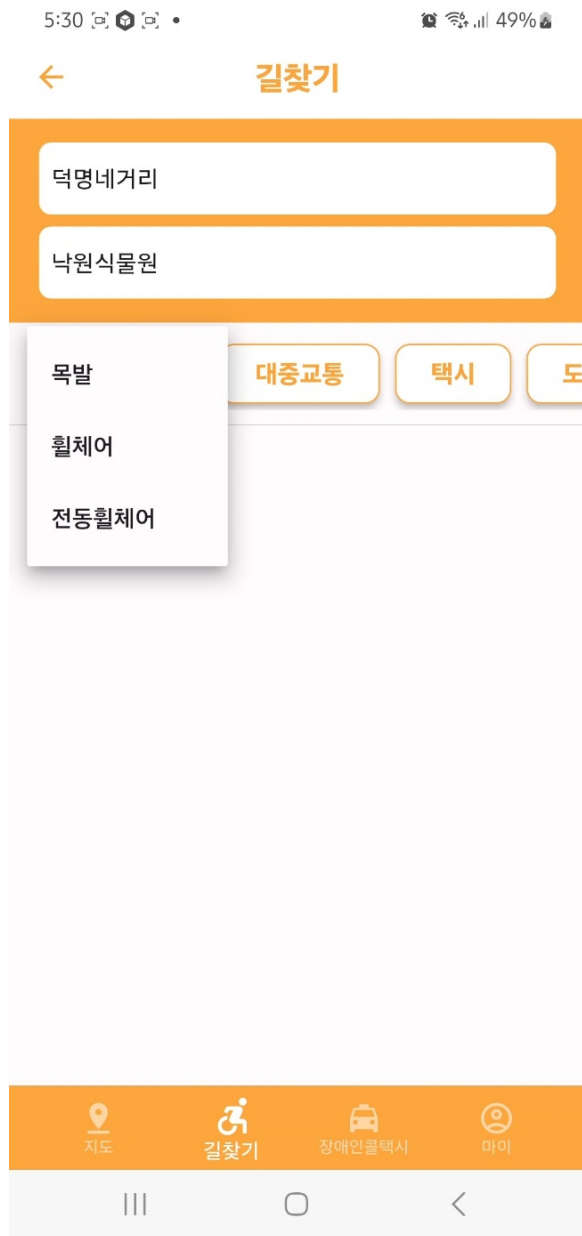 5:30
49%
길찾기
덕명네거리
낙원식물원
목발
휠체어
전동휠체어
대중교통
택시
도
지도
길찾기
장애인콜택시
마이